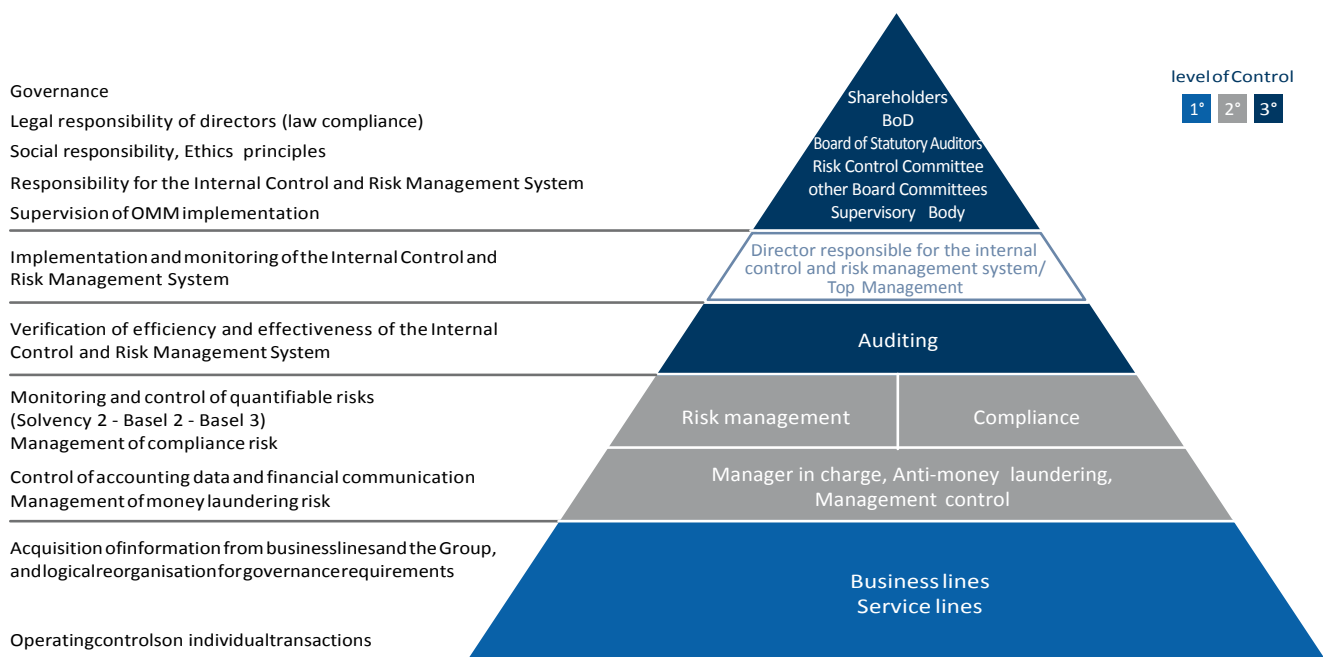 Governance
Legal responsibility of directors (law compliance)
Social responsibility, Ethics principles
Responsibility for the Internal Control and Risk Management System
Supervision of OMM implementation
Shareholders
BoD
Board of Statutory Auditors
Risk Control Committee
other Board Committees
Supervisory Body
level of Control
1° 2° 3°
Implementation and monitoring of the Internal Control and
Risk Management System
Director responsible for the internal
control and risk management system/
Top Management
Verification of efficiency and effectiveness of the Internal
Control and Risk Management System
Auditing
Monitoring and control of quantifiable risks
(Solvency 2 - Basel 2 - Basel 3)
Management of compliance risk
Risk management
Compliance
Control of accounting data and financial communication
Management of money laundering risk
Manager in charge, Anti-money laundering,
Management control
Acquisition of information from business lines and the Group,
and logical reorganisation for governance requirements
Business lines
Service lines
Operating controls on individual transactions